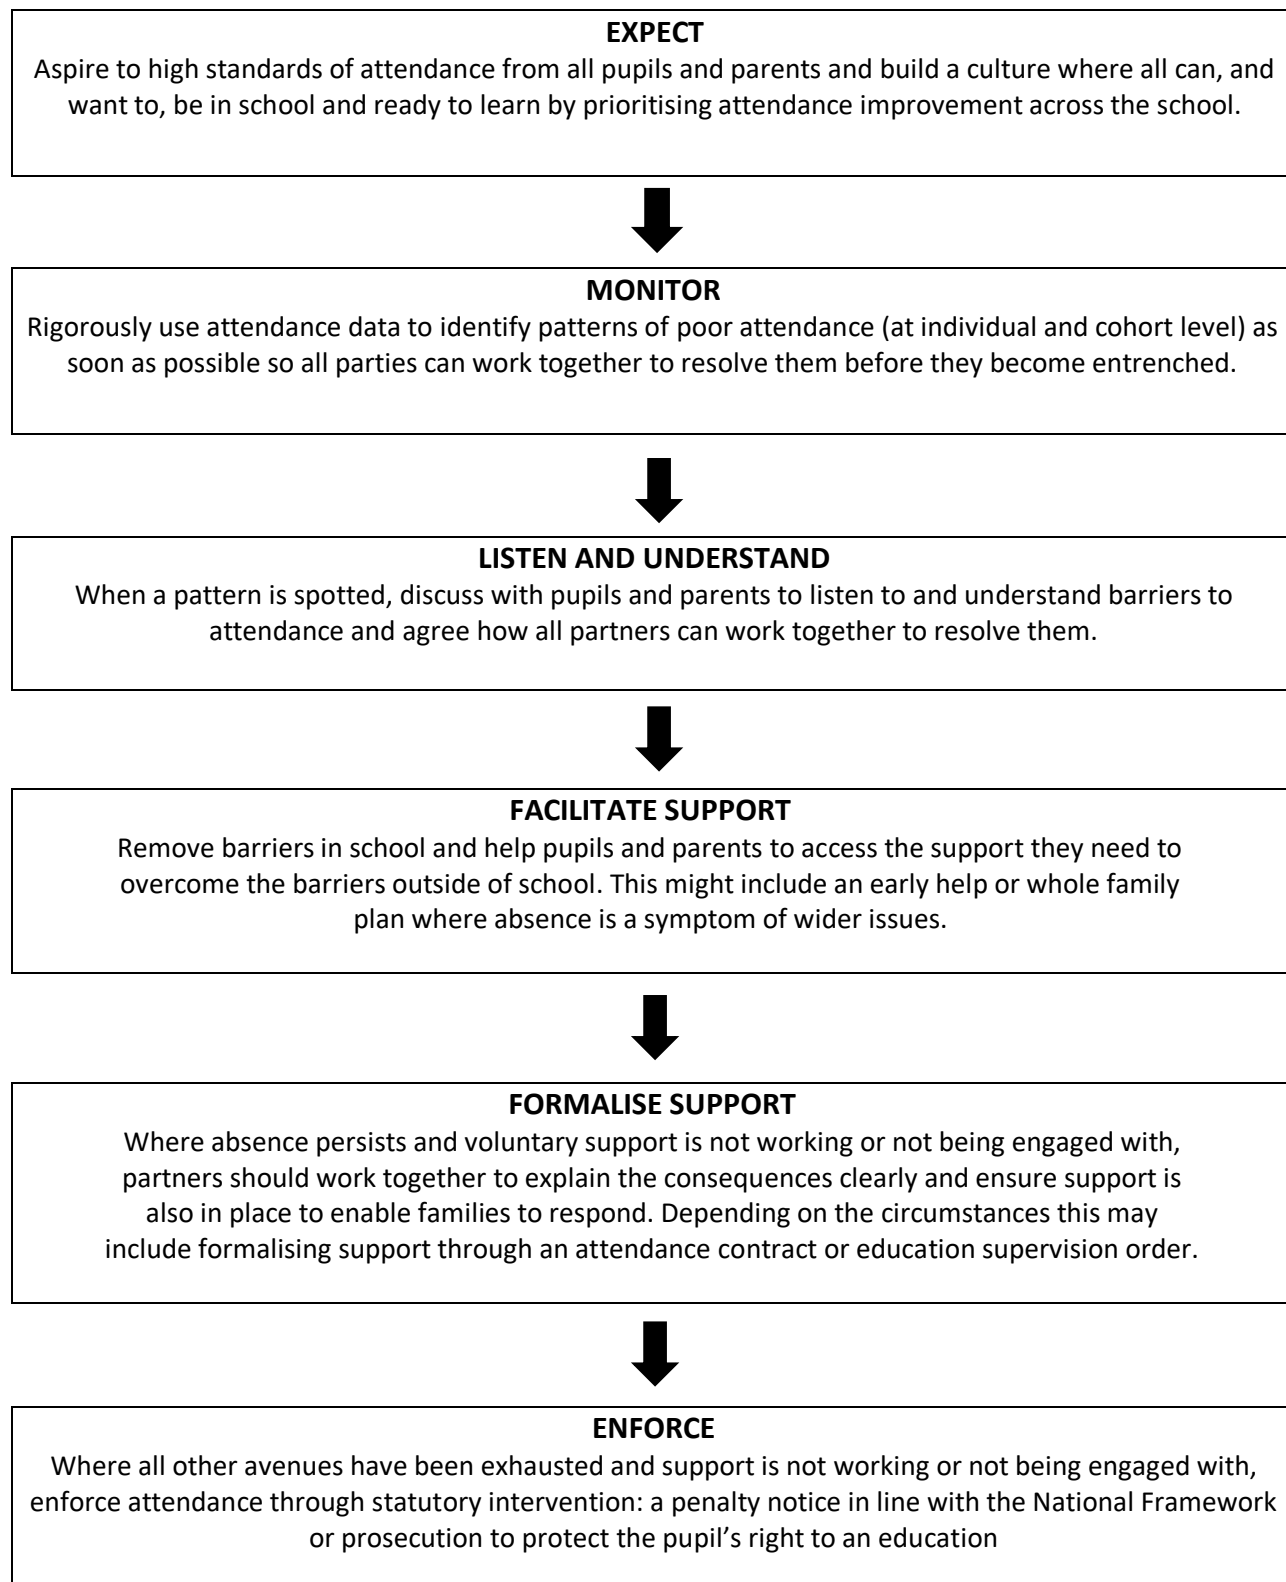 EXPECT
Aspire to high standards of attendance from all pupils and parents and build a culture where all can, and
want to, be in school and ready to learn by prioritising attendance improvement across the school.
MONITOR
Rigorously use attendance data to identify patterns of poor attendance (at individual and cohort level) as
soon as possible so all parties can work together to resolve them before they become entrenched.
LISTEN AND UNDERSTAND
When a pattern is spotted, discuss with pupils and parents to listen to and understand barriers to
attendance and agree how all partners can work together to resolve them.
FACILITATE SUPPORT
Remove barriers in school and help pupils and parents to access the support they need to
overcome the barriers outside of school. This might include an early help or whole family
plan where absence is a symptom of wider issues.
FORMALISE SUPPORT
Where absence persists and voluntary support is not working or not being engaged with,
partners should work together to explain the consequences clearly and ensure support is
also in place to enable families to respond. Depending on the circumstances this may
include formalising support through an attendance contract or education supervision order.
ENFORCE
Where all other avenues have been exhausted and support is not working or not being engaged with,
enforce attendance through statutory intervention: a penalty notice in line with the National Framework
or prosecution to protect the pupil’s right to an education